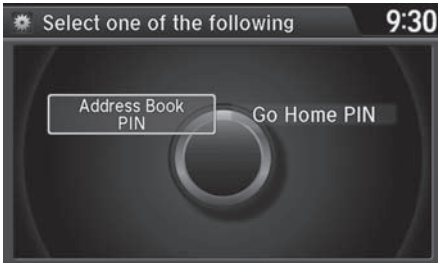 Select one of the following
9:30
Address Book
PIN
Go Home PIN